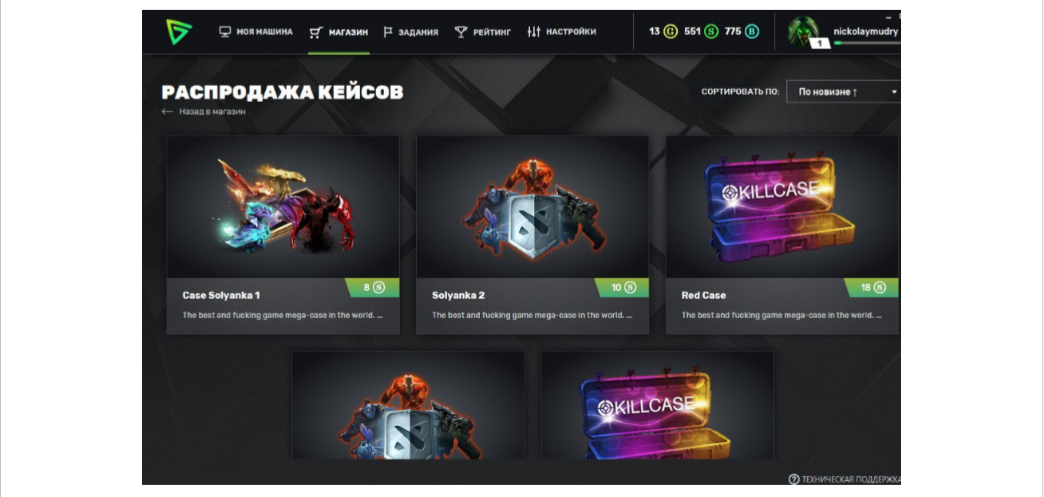 МОЯ МАШИНА МАГАЗИН ЗАДАНИЯ РЕЙТИНГ НАСТРОЙКИ 13 G 551 S 775 B 1 nickolaymudry
РАСПРОДАЖА КЕЙСОВ
СОРТИРОВАТЬ ПО: По новизне ↑
← Назад в магазин
KILLCASE
8 S 10 S 18 S
Case Solyanka 1 Solyanka 2 Red Case
The best and fucking game mega-case in the world. ... The best and fucking game mega-case in the world. ... The best and fucking game mega-case in the world. ...
KILLCASE
ТЕХНИЧЕСКАЯ ПОДДЕРЖКА